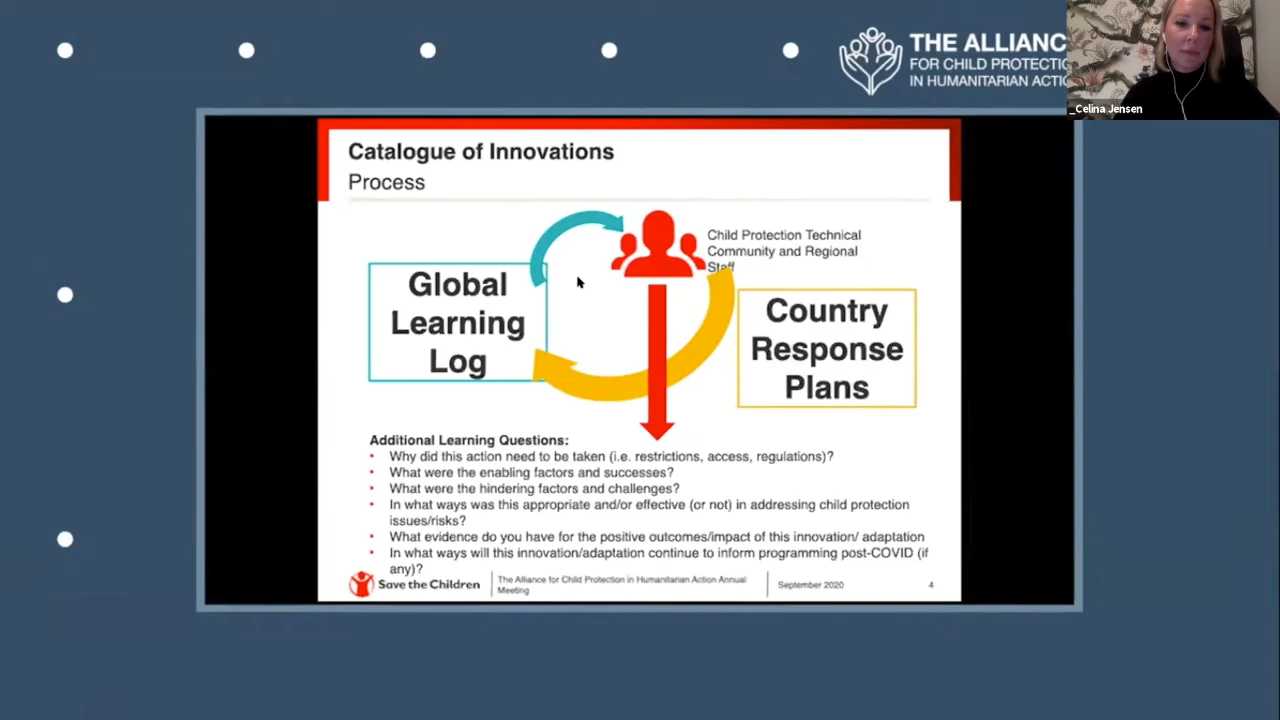 THE ALLIANC
FOR CHILD PROTECTIO
IN HUMANITARIAN ACTIO
_Celina Jensen
Catalogue of Innovations
Process
Child Protection Technical
Community and Regional
Staff
Global
Learning
Log
Country
Response
Plans
Additional Learning Questions:
• Why did this action need to be taken (i.e. restrictions, access, regulations)?
• What were the enabling factors and successes?
• What were the hindering factors and challenges?
• In what ways was this appropriate and/or effective (or not) in addressing child protection
issues/risks?
• What evidence do you have for the positive outcomes/impact of this innovation/ adaptation
• In what ways will this innovation/adaptation continue to inform programming post-COVID (if
any)?
Save the Children
The Alliance for Child Protection in Humanitarian Action Annual
Meeting
September 2020
4